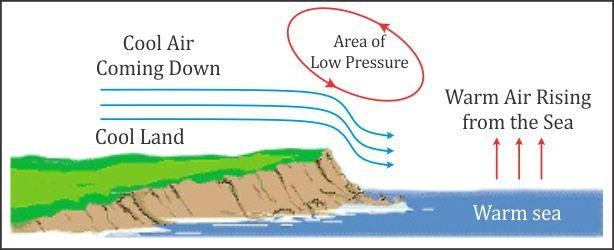 Cool Air
Coming Down
Area of
Low Pressure
Warm Air Rising
from the Sea
Cool Land
Warm sea